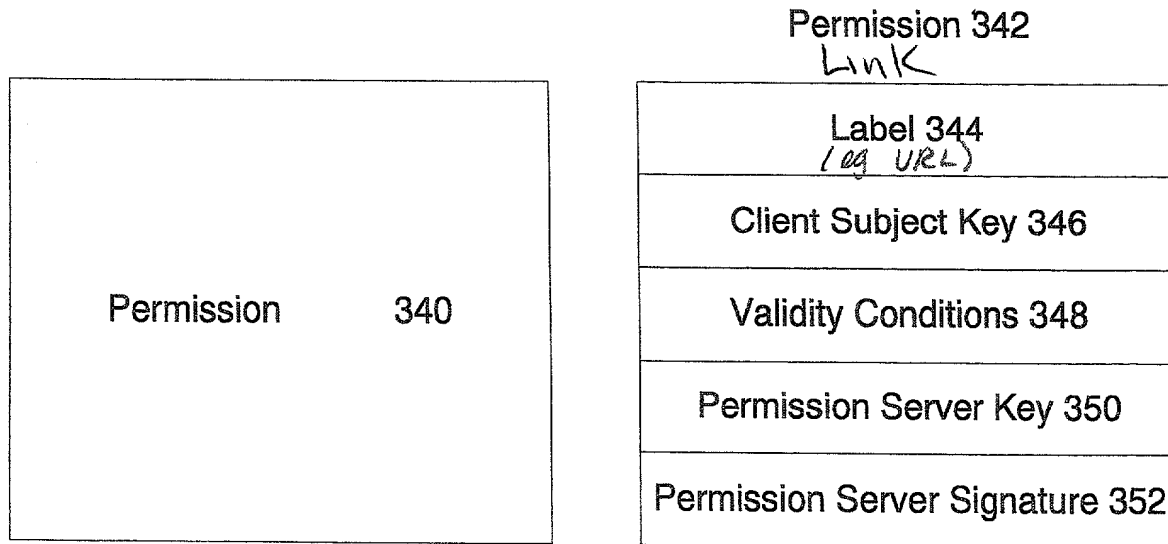 Permission 342
Link
Label 344
(eg URL)
Client Subject Key 346
Permission 340
Validity Conditions 348
Permission Server Key 350
Permission Server Signature 352